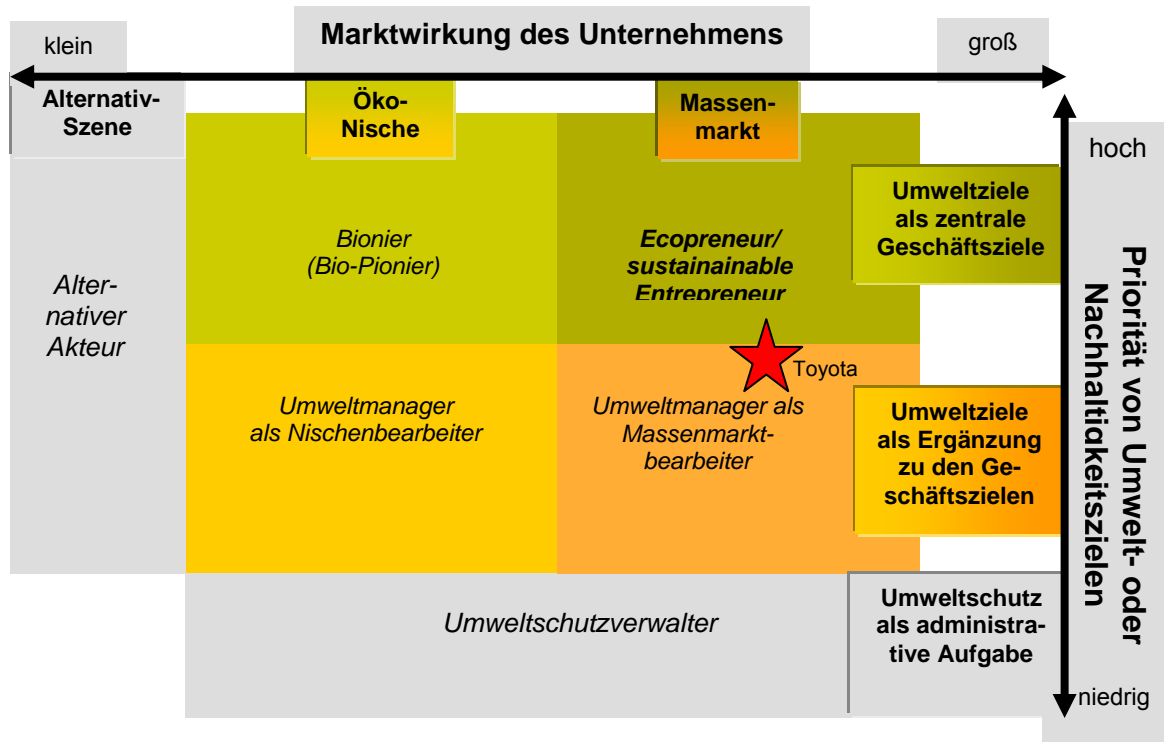 Marktwirkung des Unternehmens
klein
groß
Alternativ-
Szene
Öko-
Nische
Massen-
markt
hoch
Umweltziele
als zentrale
Geschäftsziele
Bionier
(Bio-Pionier)
Ecopreneur/
sustainainable
Entrepreneur
Alter-
nativer
Akteur
Priorität von Umwelt- oder
Nachhaltigkeitszielen
Toyota
Umweltmanager
als Nischenbearbeiter
Umweltmanager als
Massenmarkt-
bearbeiter
Umweltziele
als Ergänzung
zu den Ge-
schäftszielen
Umweltschutzverwalter
Umweltschutz
als administra-
tive Aufgabe
niedrig